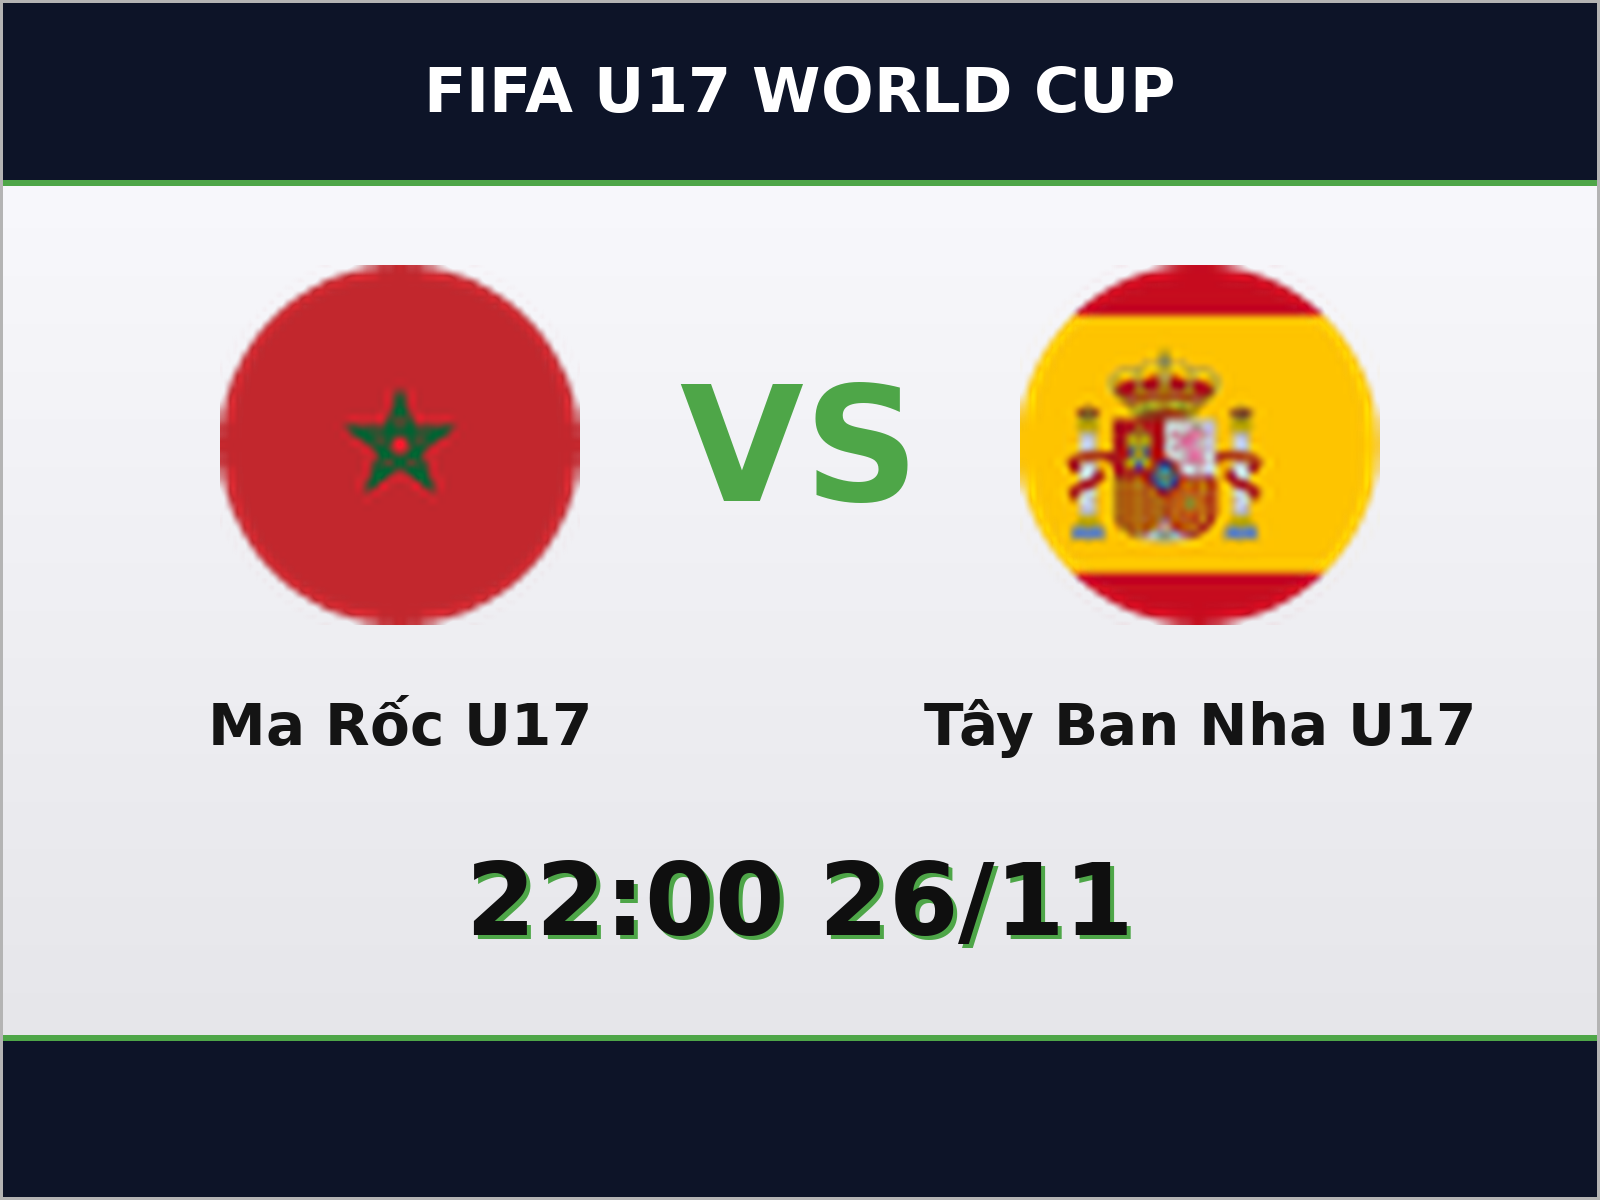 FIFA U17 WORLD CUP
VS
Ma Rốc U17
Tây Ban Nha U17
22:00 26/11